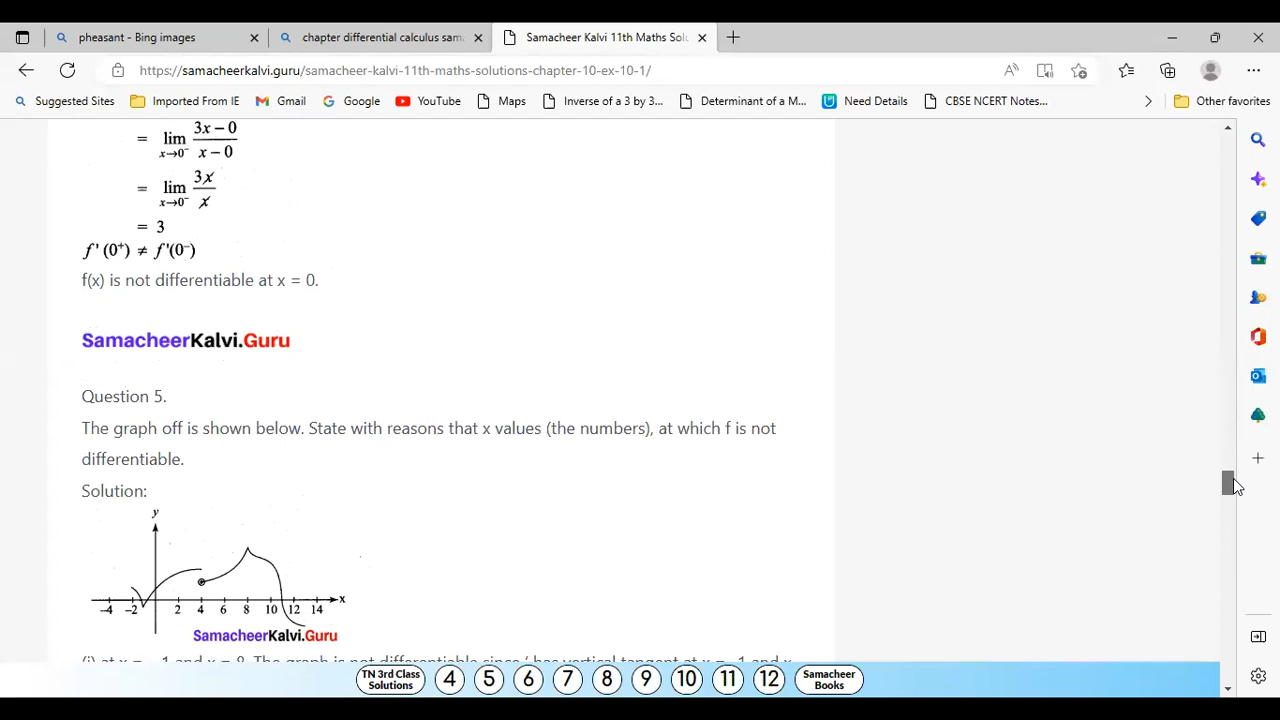 pheasant - Bing images
chapter differential calculus sam
Samacheer Kalvi 11th Maths Solu
https://samacheerkalvi.guru/samacheer-kalvi-11th-maths-solutions-chapter-10-ex-10-1/
Suggested Sites
Imported From IE
Gmail
Google
YouTube
Maps
Inverse of a 3 by 3...
Determinant of a M...
Need Details
CBSE NCERT Notes...
Other favorites
= lim x→0⁻ (3x − 0)/(x − 0)
= lim x→0⁻ 3x/x
= 3
f' (0⁺) ≠ f'(0⁻)
f(x) is not differentiable at x = 0.
SamacheerKalvi.Guru
Question 5.
The graph off is shown below. State with reasons that x values (the numbers), at which f is not
differentiable.
Solution:
y
x
-4 -2 2 4 6 8 10 12 14
SamacheerKalvi.Guru
TN 3rd Class
Solutions
4 5 6 7 8 9 10 11 12
Samacheer
Books